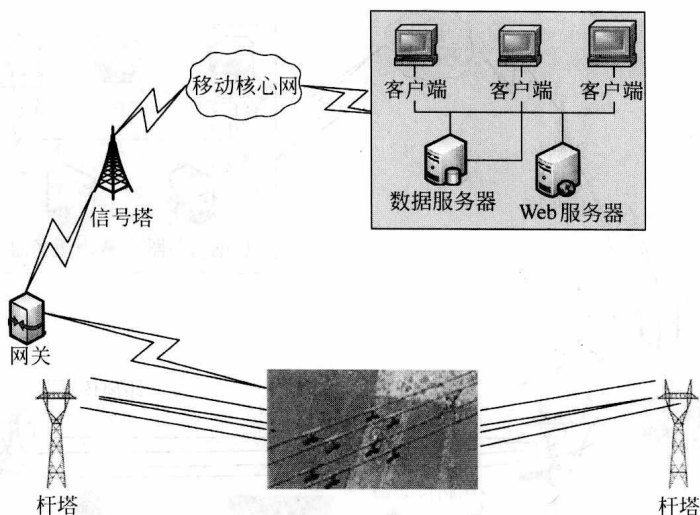 移动核心网
客户端 客户端 客户端
数据服务器 Web服务器
信号塔
网关
杆塔 杆塔